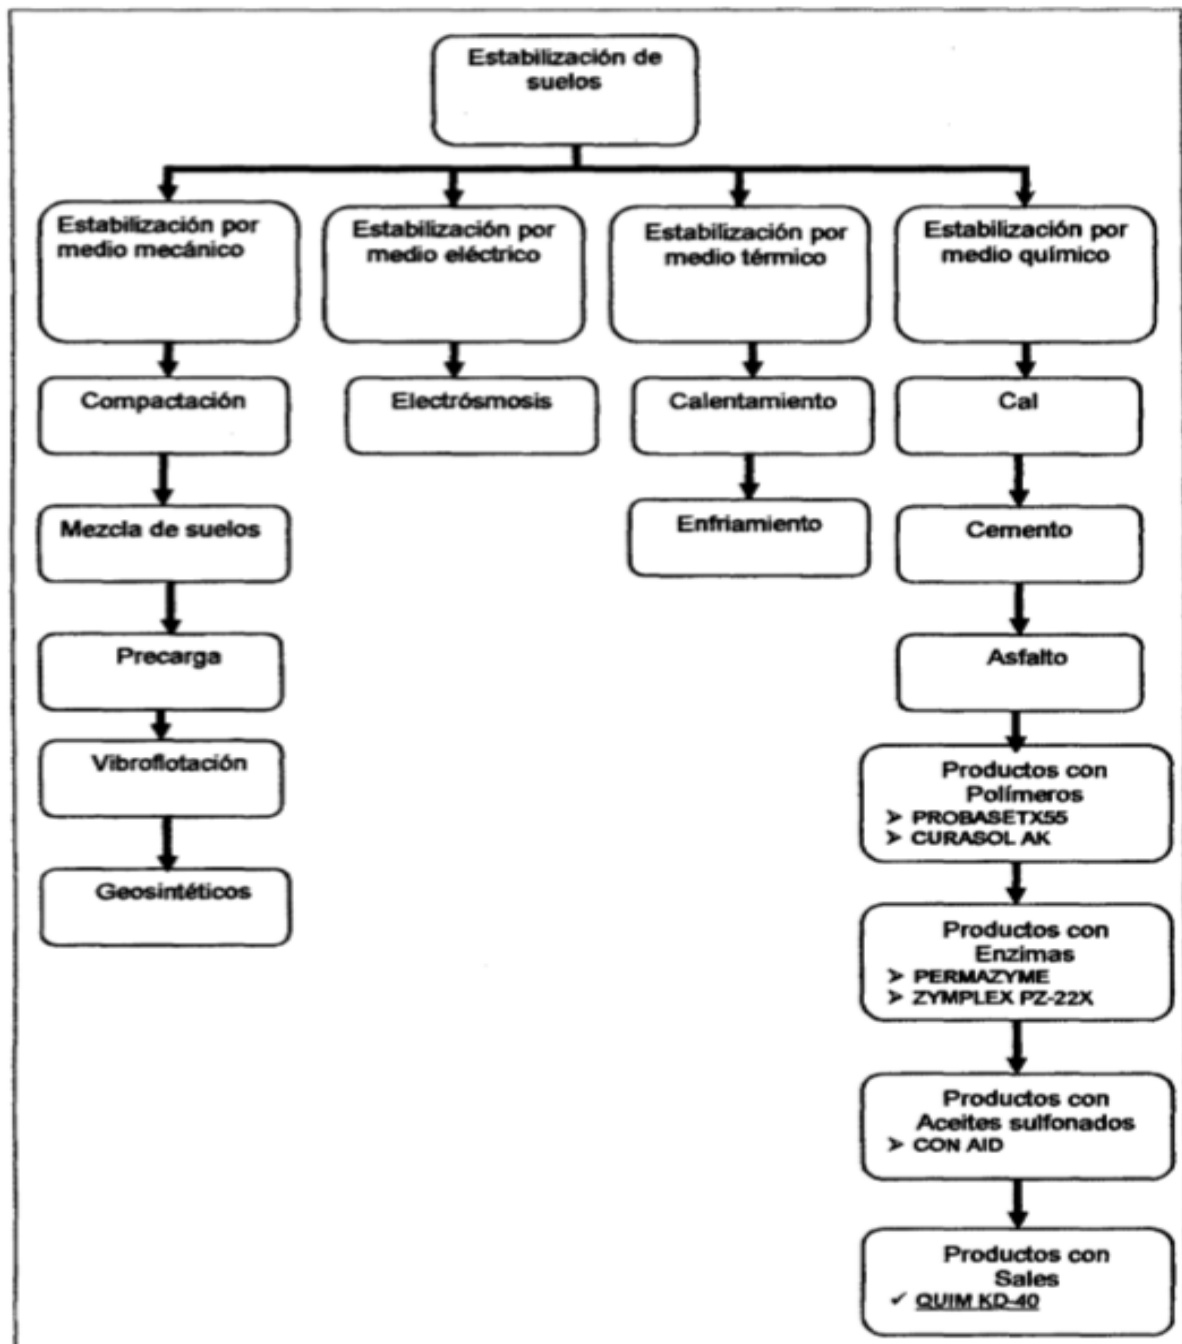 Estabilización de
suelos
Estabilización por
medio mecánico
Estabilización por
medio eléctrico
Estabilización por
medio térmico
Estabilización por
medio químico
Compactación
Electrósmosis
Calentamiento
Cal
Mezcla de suelos
Enfriamiento
Cemento
Precarga
Asfalto
Vibroflotación
Productos con
Polímeros
➢ PROBASETX55
➢ CURASOL AK
Geosintéticos
Productos con
Enzimas
➢ PERMAZYME
➢ ZYMPLEX PZ-22X
Productos con
Aceites sulfonados
➢ CON AID
Productos con
Sales
✓ QUIM KD-40